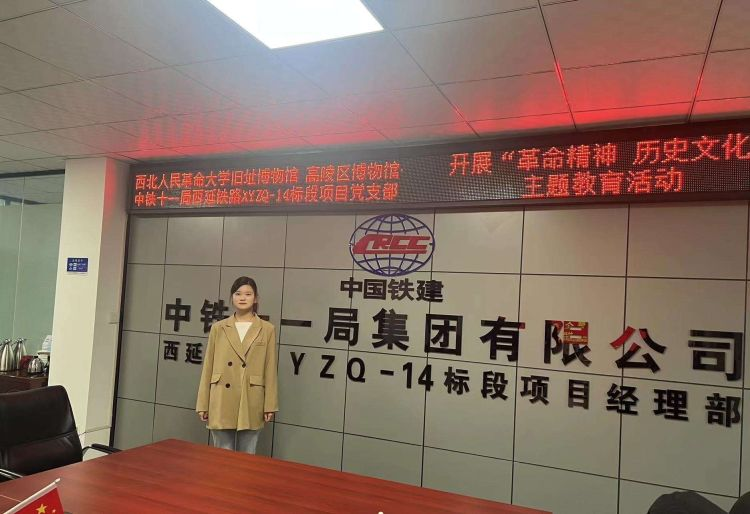 西北人民革命大学旧址博物馆 高陵区博物馆
中铁十一局西延铁路XYZQ-14标段项目党支部
开展“革命精神 历史文化
主题教育活动
CRCC
中国铁建
中铁十一局集团有限公司
西延 YZQ-14标段项目经理部